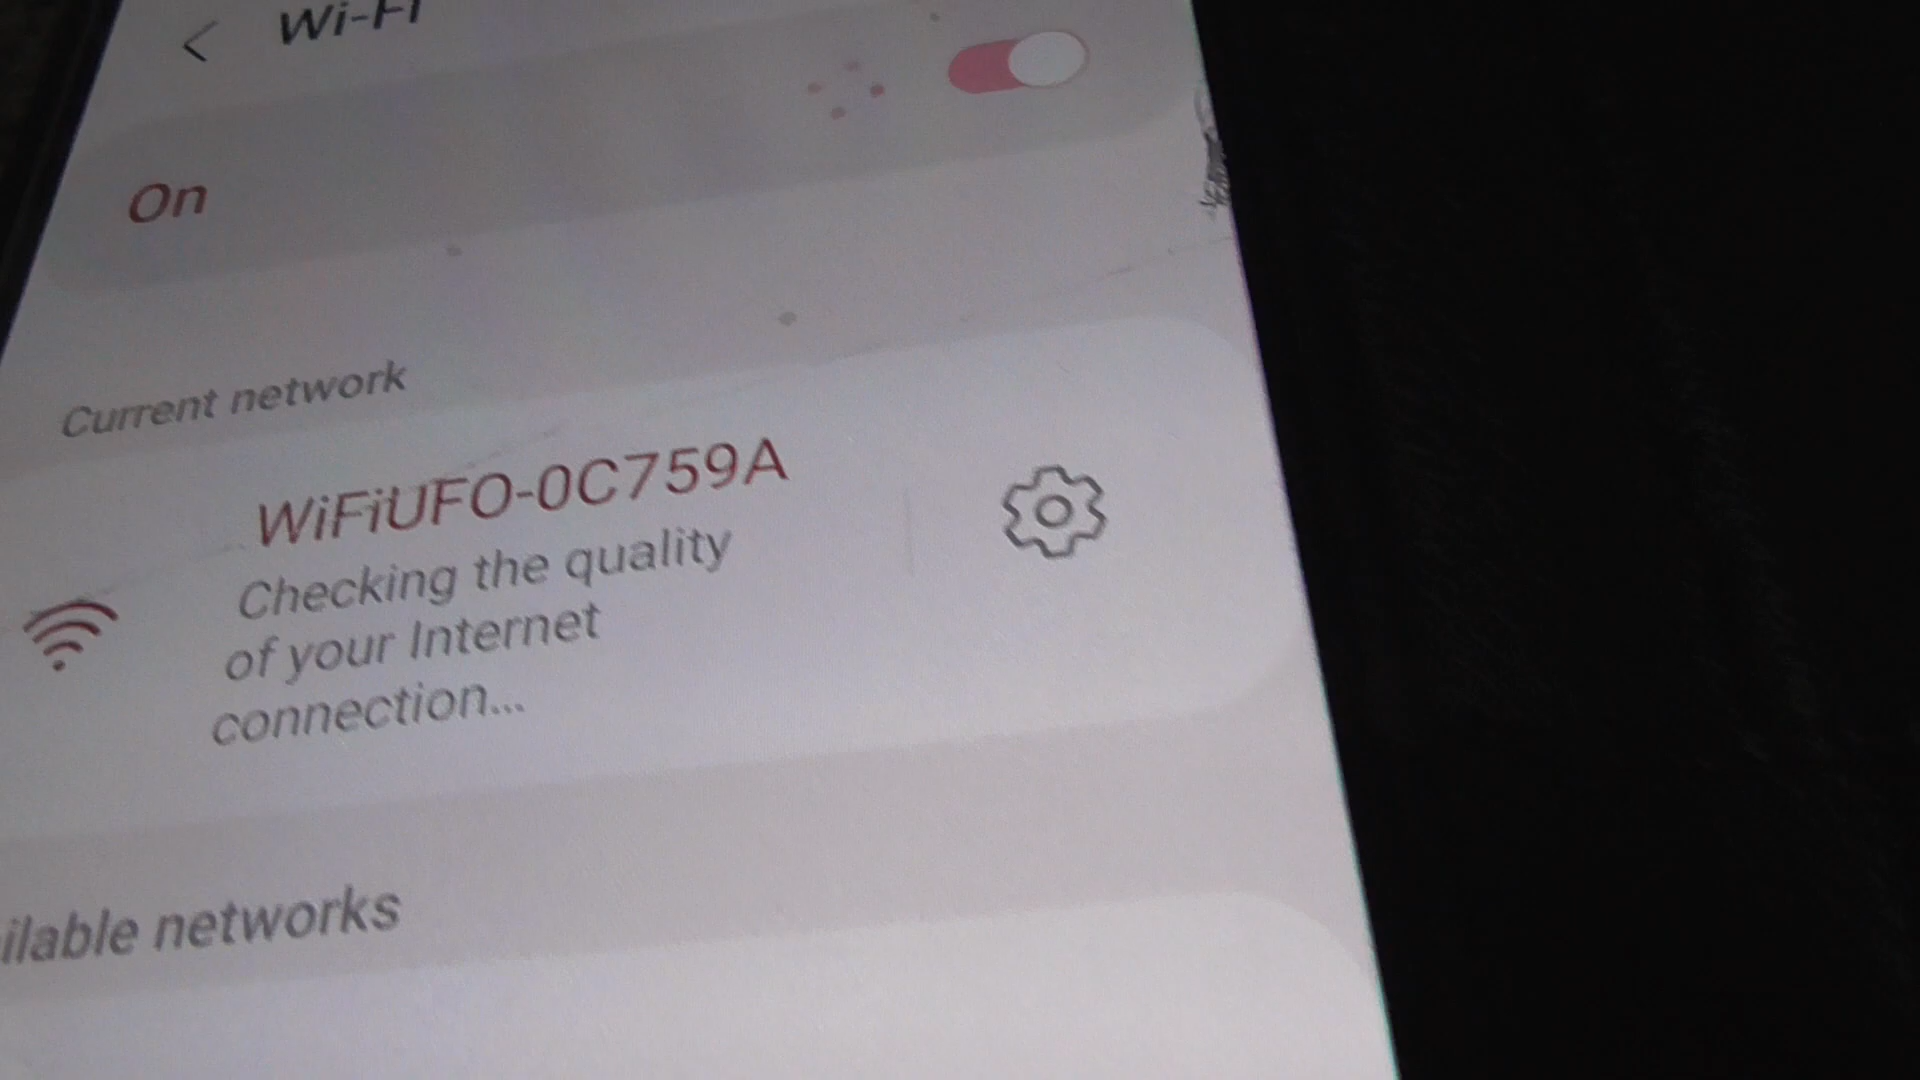 Wi-Fi
On
Current network
WiFiUFO-0C759A
Checking the quality
of your Internet
connection...
ilable networks